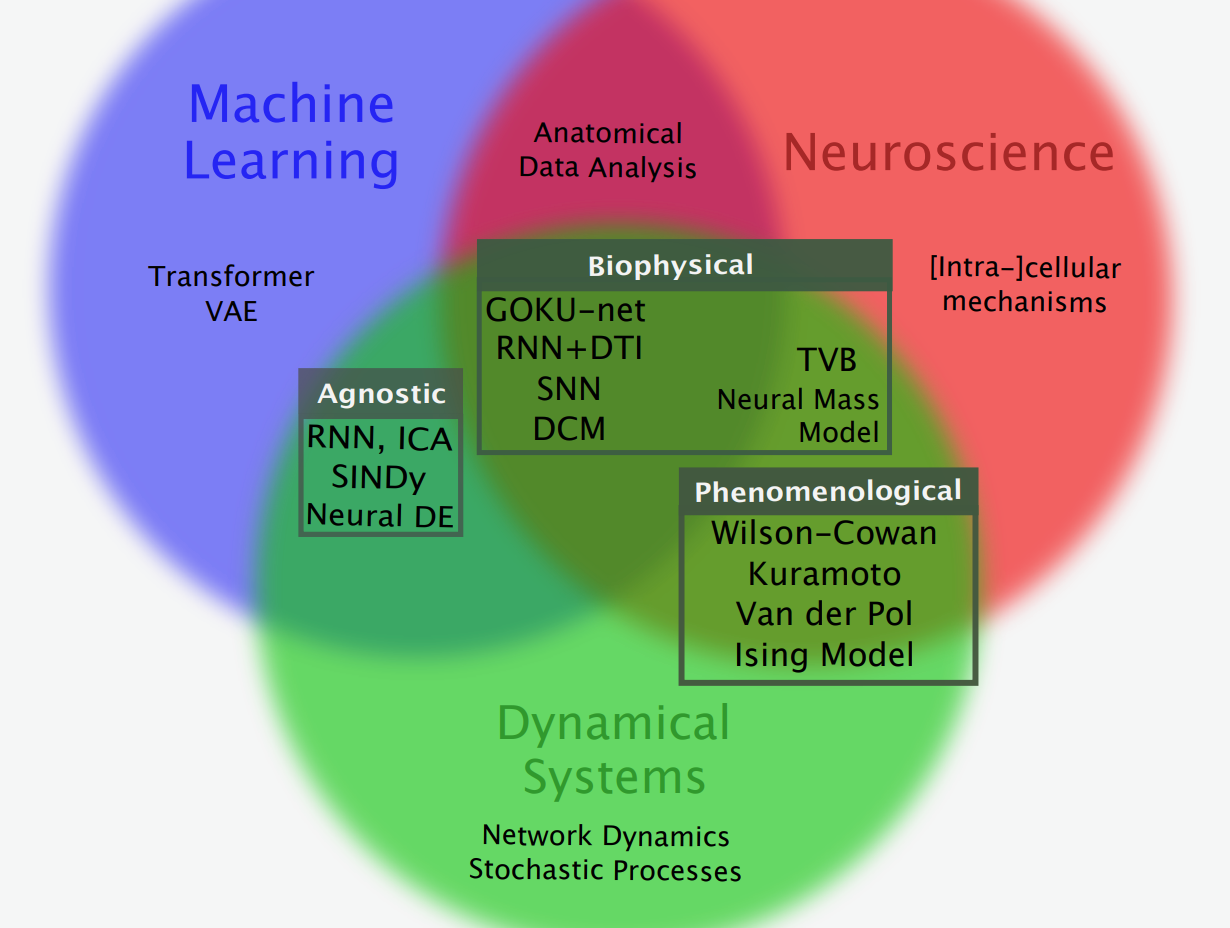 Machine
Learning
Anatomical
Data Analysis
Neuroscience
Transformer
VAE
[Intra-]cellular
mechanisms
Biophysical
GOKU-net
RNN+DTI
SNN
DCM
TVB
Neural Mass
Model
Agnostic
RNN, ICA
SINDy
Neural DE
Phenomenological
Wilson-Cowan
Kuramoto
Van der Pol
Ising Model
Dynamical
Systems
Network Dynamics
Stochastic Processes